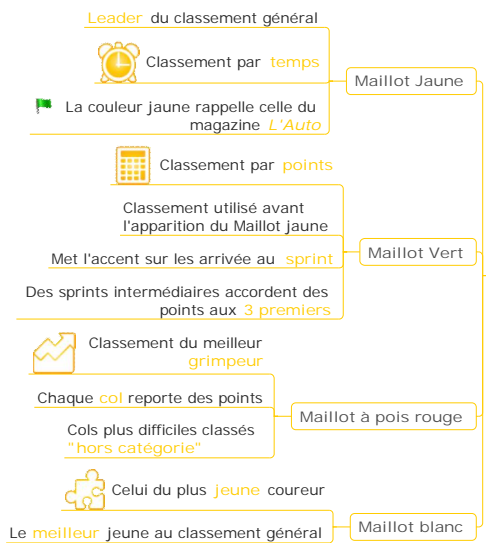 Leader du classement général
Classement par temps
Maillot Jaune
La couleur jaune rappelle celle du
magazine L'Auto
Classement par points
Classement utilisé avant
l'apparition du Maillot jaune
Maillot Vert
Met l'accent sur les arrivée au sprint
Des sprints intermédiaires accordent des
points aux 3 premiers
Classement du meilleur
grimpeur
Chaque col reporte des points
Maillot à pois rouge
Cols plus difficiles classés
"hors catégorie"
Celui du plus jeune coureur
Maillot blanc
Le meilleur jeune au classement général